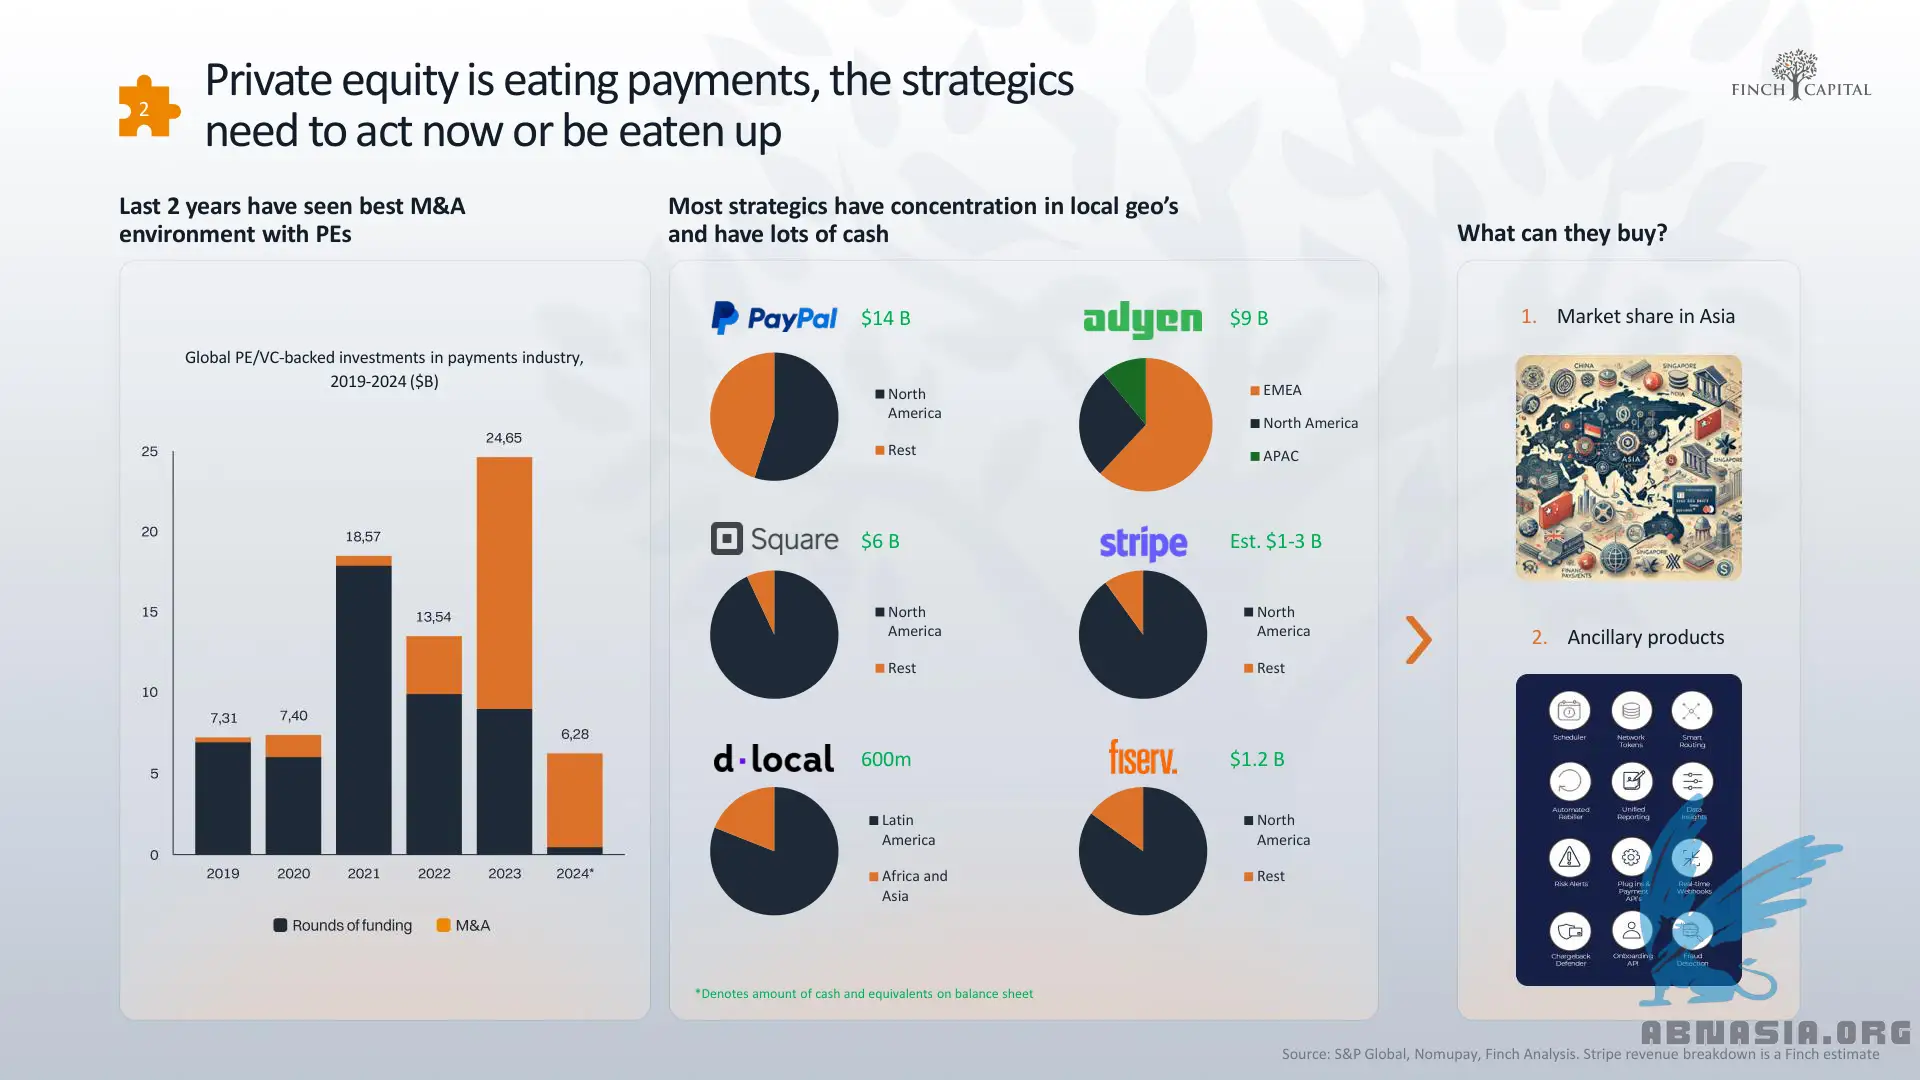 2
Private equity is eating payments, the strategics
need to act now or be eaten up
FINCH CAPITAL
Last 2 years have seen best M&A
environment with PEs
Global PE/VC-backed investments in payments industry,
2019-2024 ($B)
25
20
15
10
5
0
7,31
7,40
18,57
13,54
24,65
6,28
2019
2020
2021
2022
2023
2024*
Rounds of funding
M&A
Most strategics have concentration in local geo’s
and have lots of cash
PayPal
$14 B
North
America
Rest
adyen
$9 B
EMEA
North America
APAC
Square
$6 B
North
America
Rest
stripe
Est. $1-3 B
North
America
Rest
d·local
600m
Latin
America
Africa and
Asia
fiserv.
$1.2 B
North
America
Rest
*Denotes amount of cash and equivalents on balance sheet
What can they buy?
1. Market share in Asia
CHINA
SINGAPORE
ASIA
SINGAPORE
SINGAPORE
2. Ancillary products
Scheduler
Network
Tokens
Smart
Routing
Automated
Rebiller
Unified
Reporting
Data
Insights
Risk Alerts
Plug ins &
Payment
API's
Real-time
Webhooks
Chargeback
Defender
Onboarding
API
Fraud
Detection
ABNASIA.ORG
Source: S&P Global, Nomupay, Finch Analysis. Stripe revenue breakdown is a Finch estimate